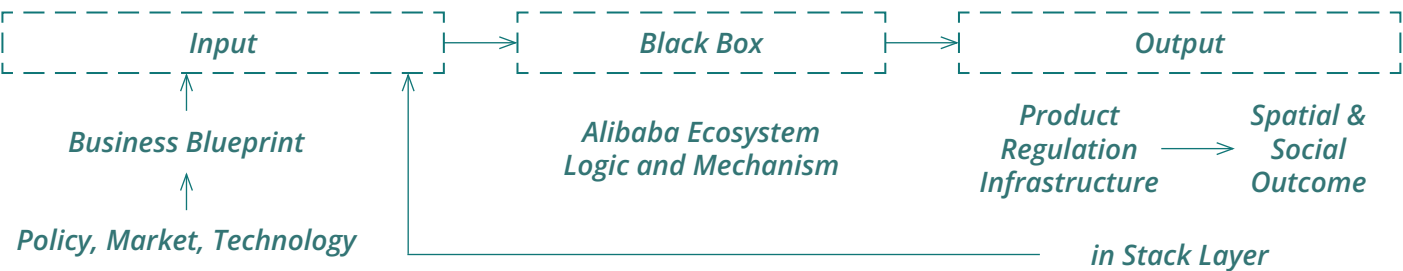 Input
Black Box
Output
Business Blueprint
Policy, Market, Technology
Alibaba Ecosystem
Logic and Mechanism
Product
Regulation
Infrastructure
Spatial &
Social
Outcome
in Stack Layer